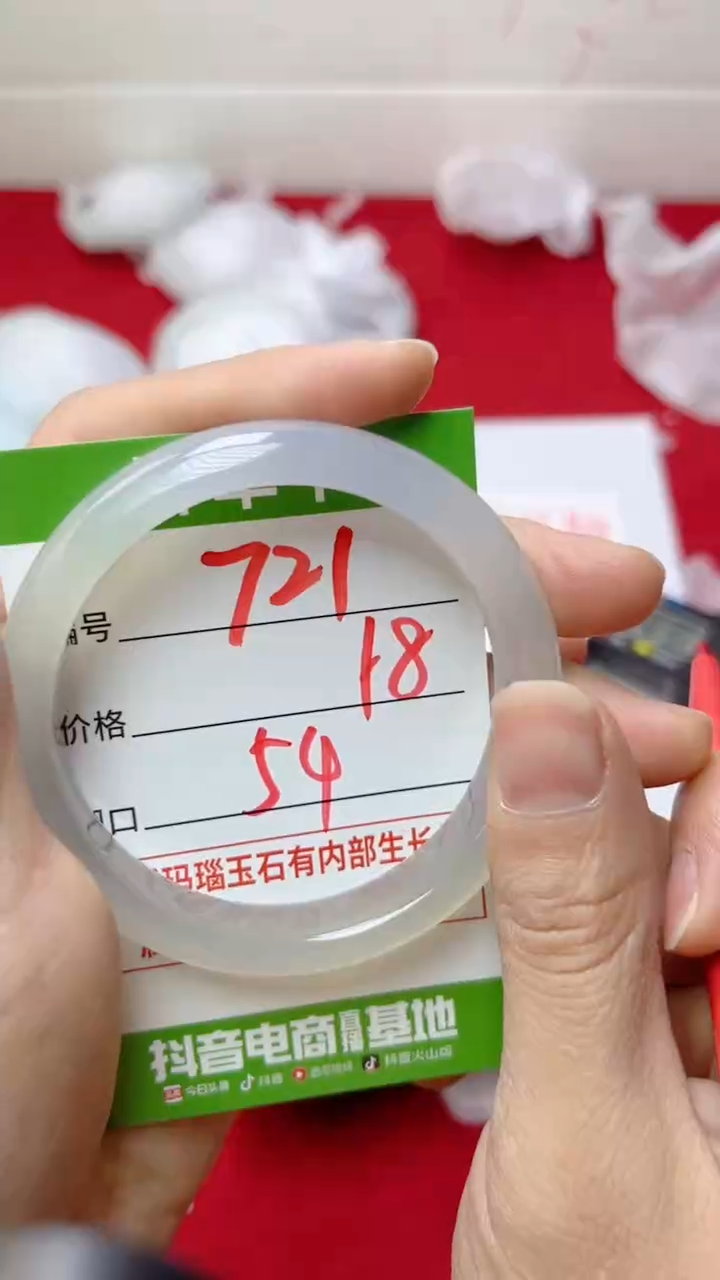 721
编号
18
价格
54
圈口
玛瑙玉石有内部生长
抖音电商直播基地
今日头条 抖音 西瓜视频 抖音火山版